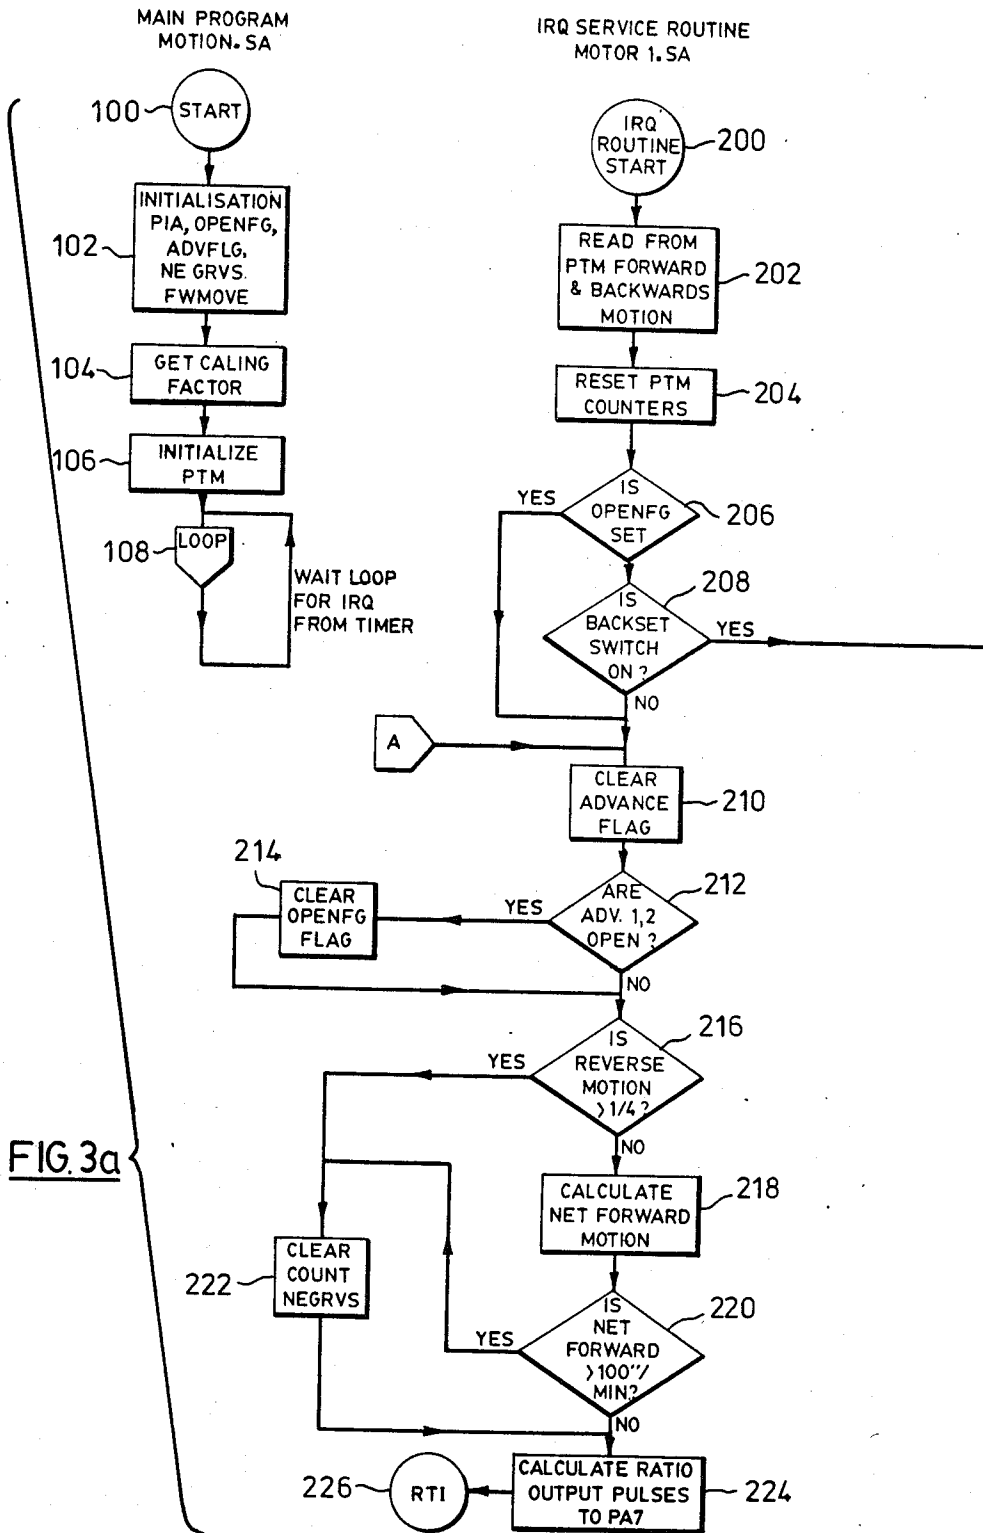 MAIN PROGRAM
MOTION.SA
100
START
102
INITIALISATION
PIA, OPENFG,
ADVFLG.
NE GRVS.
FWMOVE
104
GET CALING
FACTOR
106
INITIALIZE
PTM
108
LOOP
WAIT LOOP
FOR IRQ
FROM TIMER
IRQ SERVICE ROUTINE
MOTOR 1.SA
IRQ
ROUTINE
START
200
READ FROM
PTM FORWARD
& BACKWARDS
MOTION
202
RESET PTM
COUNTERS
204
YES
IS
OPENFG
SET
206
208
IS
BACKSET
SWITCH
ON ?
YES
NO
A
CLEAR
ADVANCE
FLAG
210
214
CLEAR
OPENFG
FLAG
YES
ARE
ADV. 1,2
OPEN ?
212
NO
216
YES
IS
REVERSE
MOTION
>1/4?
NO
CALCULATE
NET FORWARD
MOTION
218
222
CLEAR
COUNT
NEGRVS
220
YES
IS
NET
FORWARD
>100"/
MIN?
NO
226
RTI
CALCULATE RATIO
OUTPUT PULSES
TO PA7
224
FIG. 3a